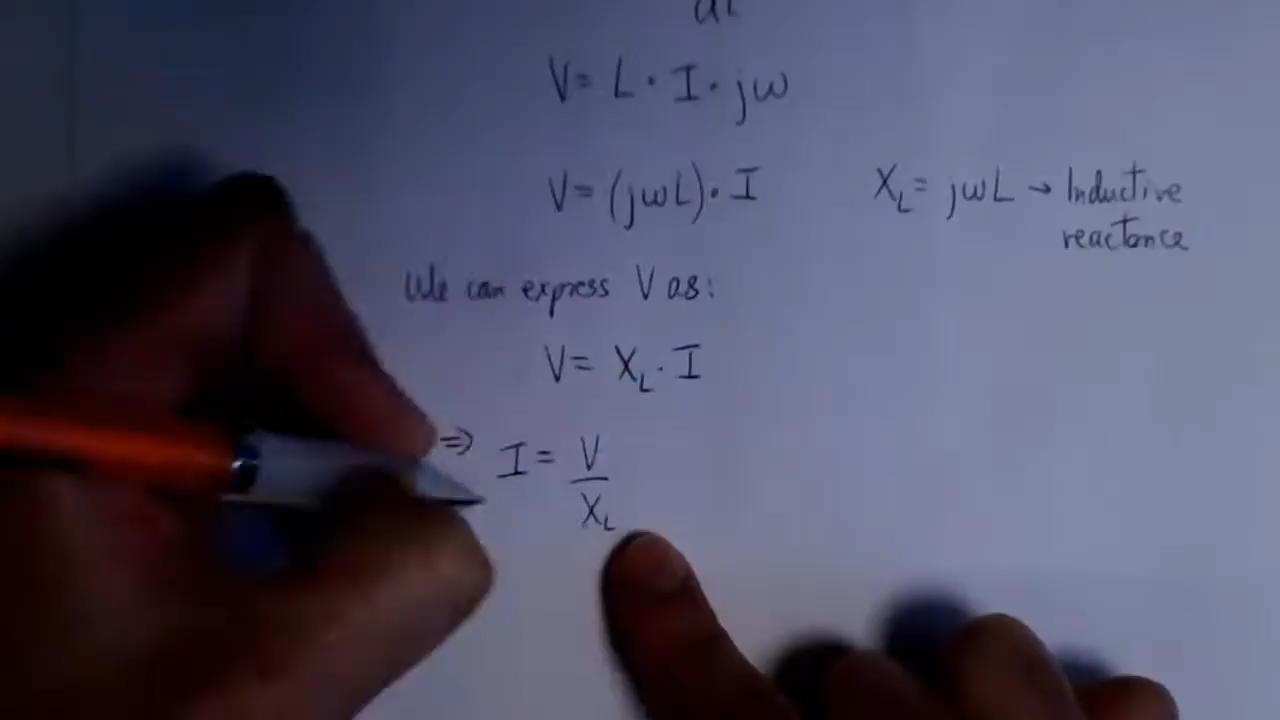 V = L · I · jω
V = (jωL) · I
X_L = jωL → Inductive
reactance
We can express V as:
V = X_L · I
⇒ I = V / X_L